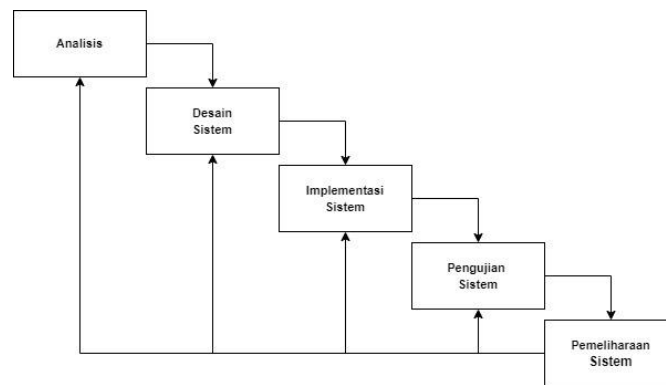 Analisis
Desain
Sistem
Implementasi
Sistem
Pengujian
Sistem
Pemeliharaan
Sistem